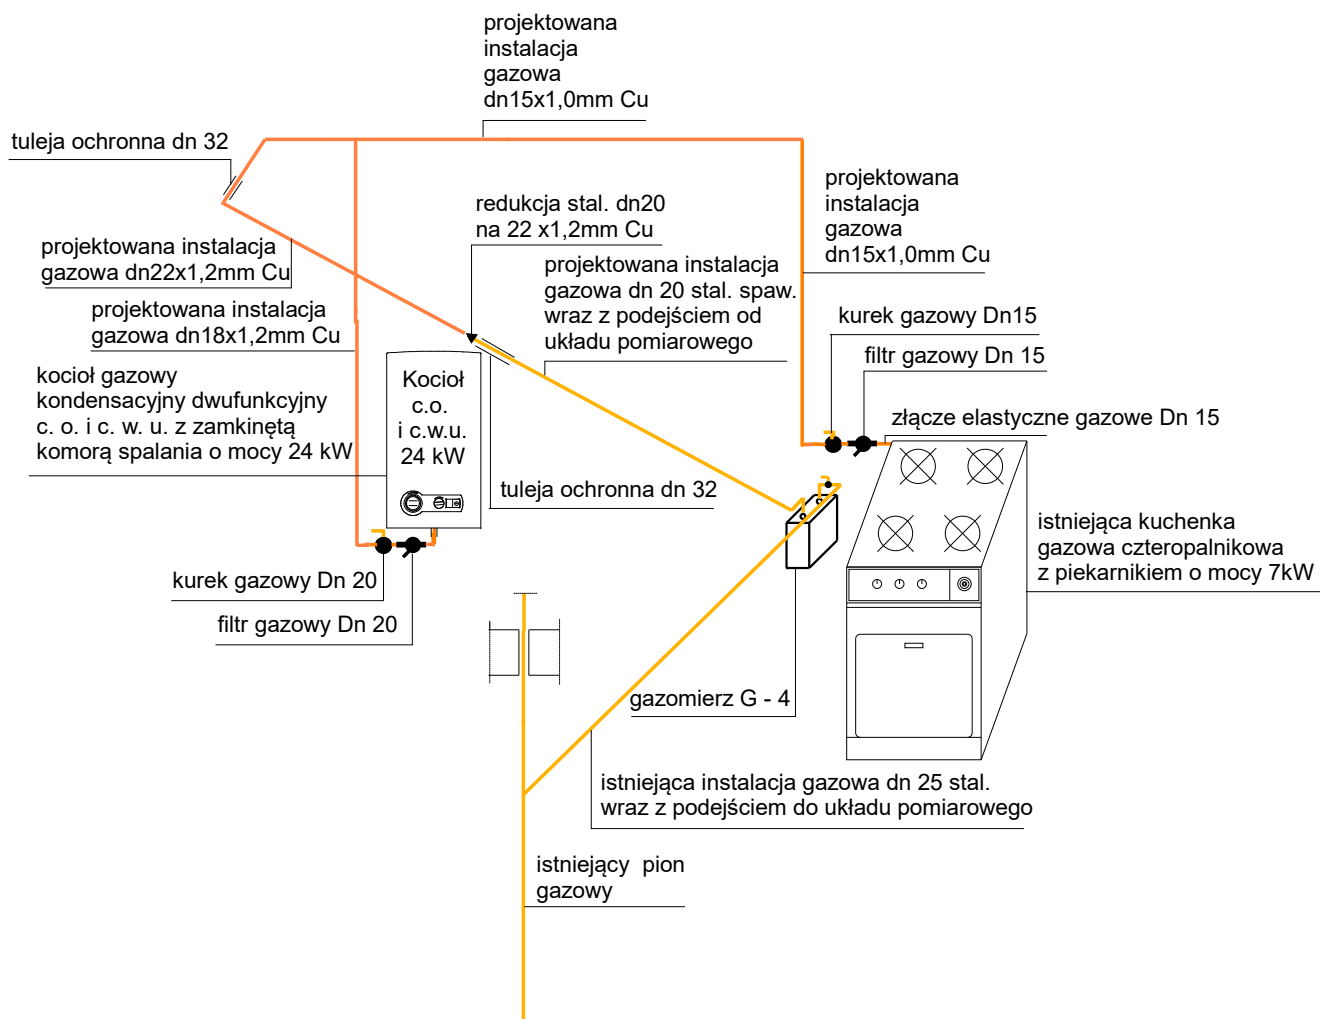 projektowana
instalacja
gazowa
dn15x1,0mm Cu
tuleja ochronna dn 32
projektowana
instalacja
gazowa
dn15x1,0mm Cu
redukcja stal. dn20
na 22 x1,2mm Cu
projektowana instalacja
gazowa dn22x1,2mm Cu
projektowana instalacja
gazowa dn 20 stal. spaw.
wraz z podejściem od
układu pomiarowego
projektowana instalacja
gazowa dn18x1,2mm Cu
kurek gazowy Dn15
filtr gazowy Dn 15
kocioł gazowy
kondensacyjny dwufunkcyjny
c. o. i c. w. u. z zamkniętą
komorą spalania o mocy 24 kW
Kocioł
c.o.
i c.w.u.
24 kW
złącze elastyczne gazowe Dn 15
tuleja ochronna dn 32
istniejąca kuchenka
gazowa czteropalnikowa
z piekarnikiem o mocy 7kW
kurek gazowy Dn 20
filtr gazowy Dn 20
gazomierz G - 4
istniejąca instalacja gazowa dn 25 stal.
wraz z podejściem do układu pomiarowego
istniejący pion
gazowy